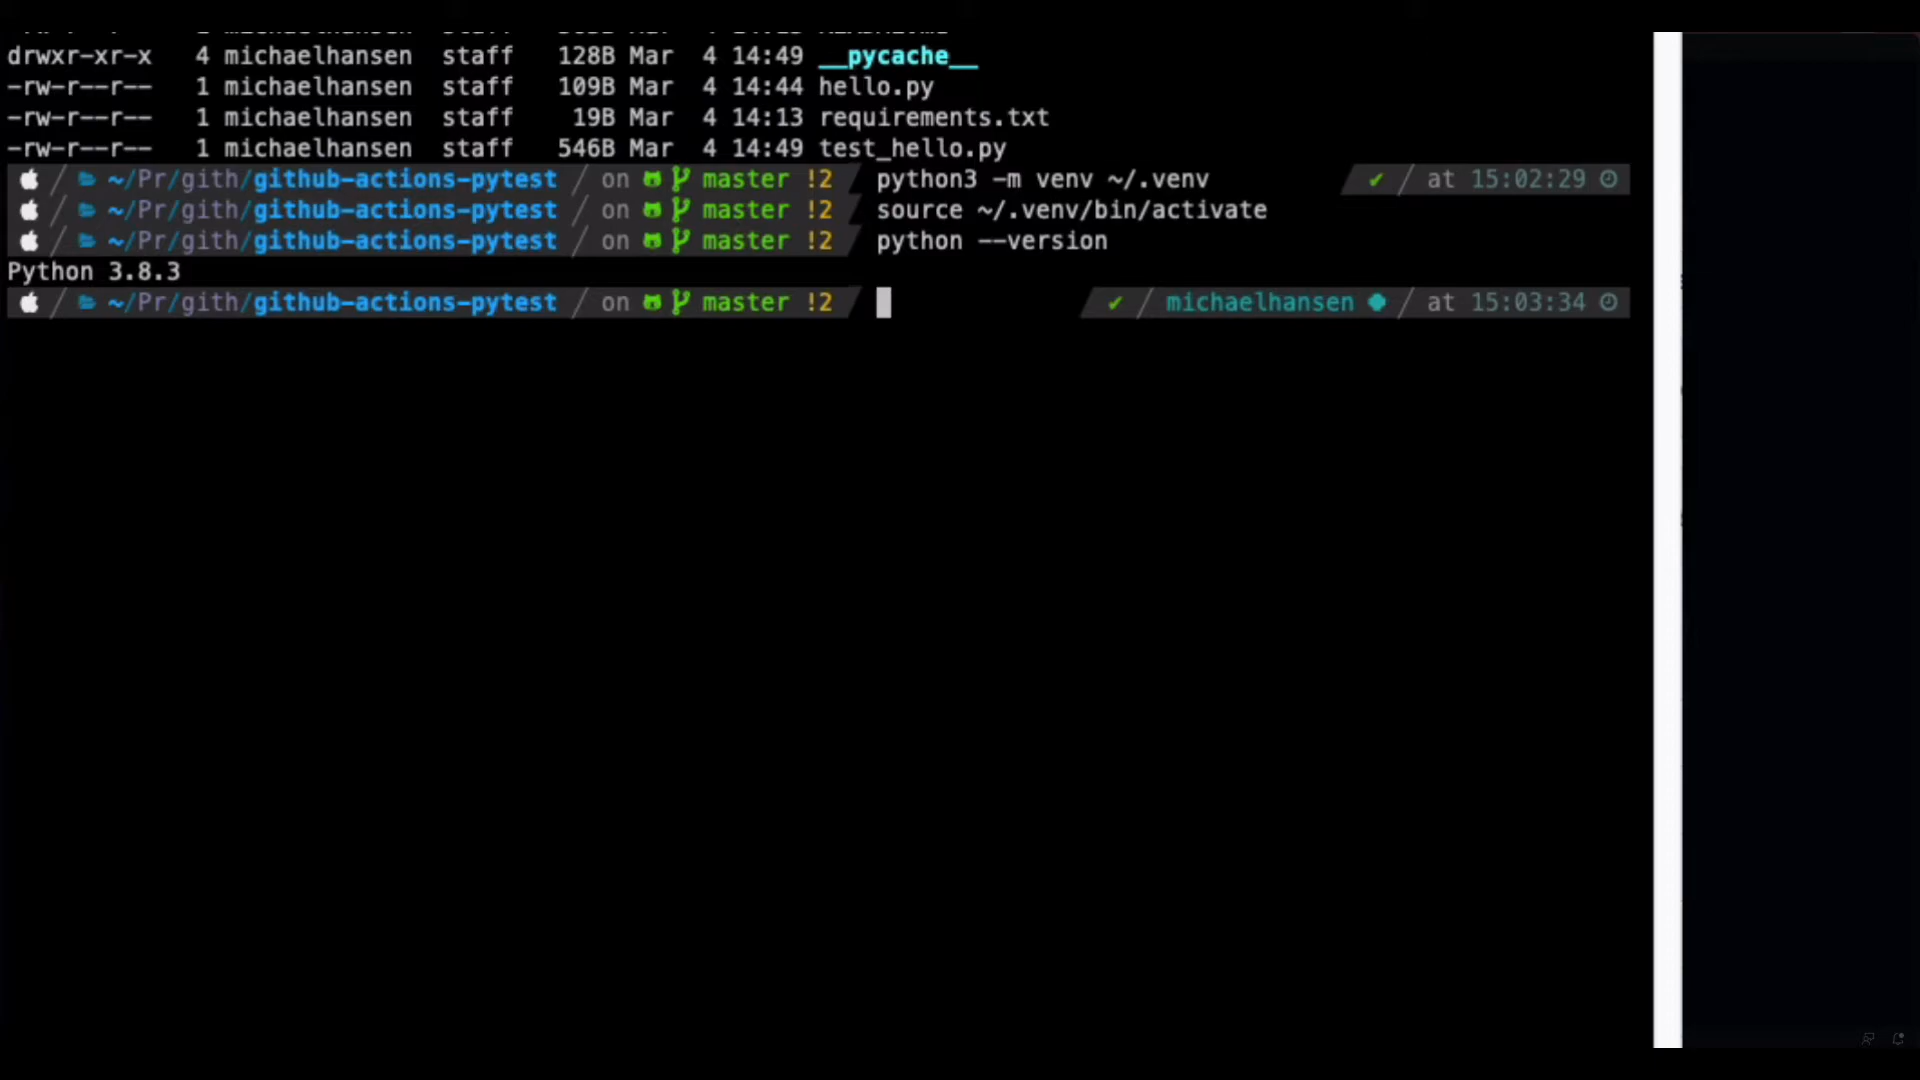 drwxr-xr-x 4 michaelhansen staff 128B Mar 4 14:49 __pycache__
-rw-r--r-- 1 michaelhansen staff 109B Mar 4 14:44 hello.py
-rw-r--r-- 1 michaelhansen staff 19B Mar 4 14:13 requirements.txt
-rw-r--r-- 1 michaelhansen staff 546B Mar 4 14:49 test_hello.py
~/Pr/gith/github-actions-pytest on master !2 python3 -m venv ~/.venv ✔ at 15:02:29
~/Pr/gith/github-actions-pytest on master !2 source ~/.venv/bin/activate
~/Pr/gith/github-actions-pytest on master !2 python --version
Python 3.8.3
~/Pr/gith/github-actions-pytest on master !2 ✔ michaelhansen at 15:03:34